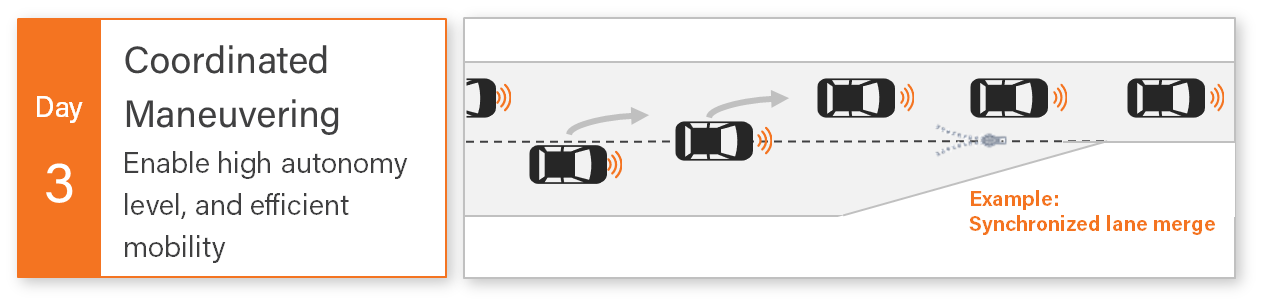 Day
3
Coordinated
Maneuvering
Enable high autonomy
level, and efficient
mobility
Example:
Synchronized lane merge